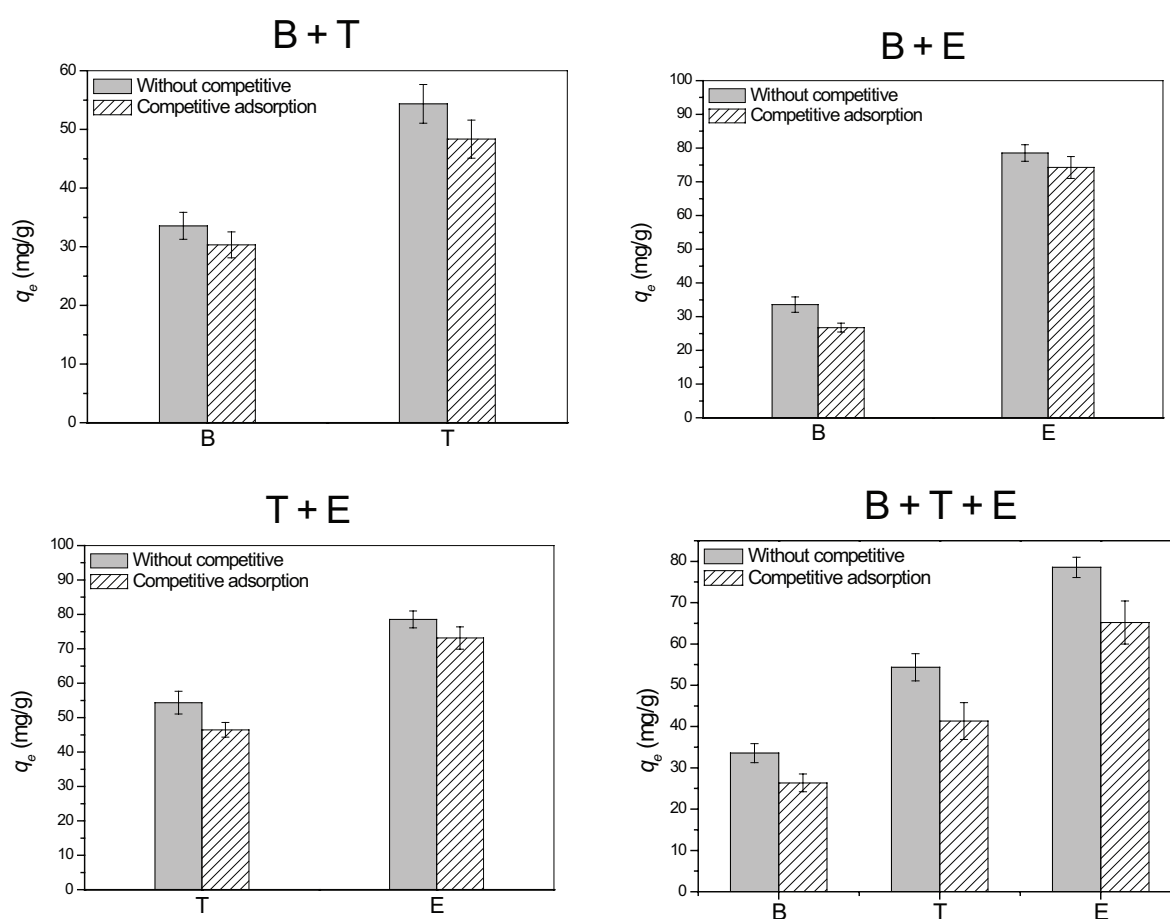 B + T
Without competitive
Competitive adsorption
60
50
40
30
20
10
0
qe (mg/g)
B
T
B + E
Without competitive
Competitive adsorption
100
90
80
70
60
50
40
30
20
10
0
qe (mg/g)
B
E
T + E
Without competitive
Competitive adsorption
100
90
80
70
60
50
40
30
20
10
0
qe (mg/g)
T
E
B + T + E
Without competitive
Competitive adsorption
80
70
60
50
40
30
20
10
0
qe (mg/g)
B
T
E